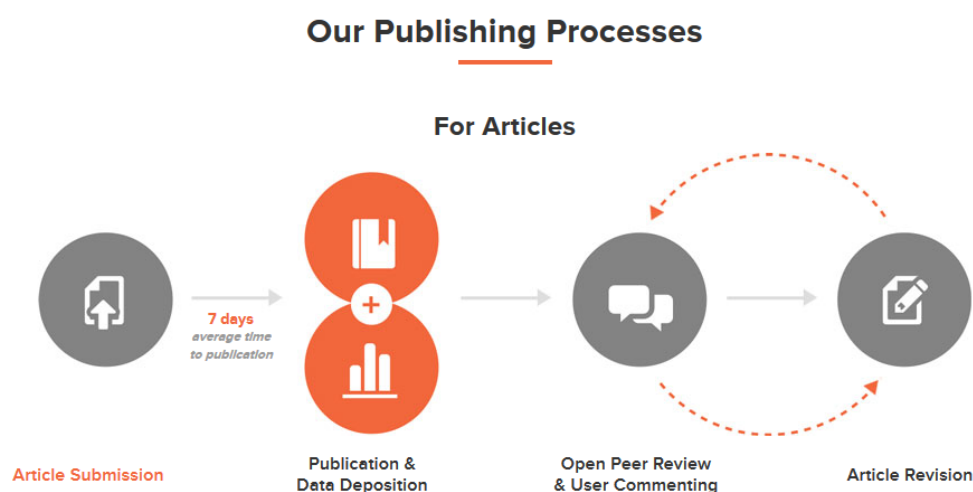 Our Publishing Processes
For Articles
7 days
average time
to publication
Article Submission
Publication &
Data Deposition
Open Peer Review
& User Commenting
Article Revision